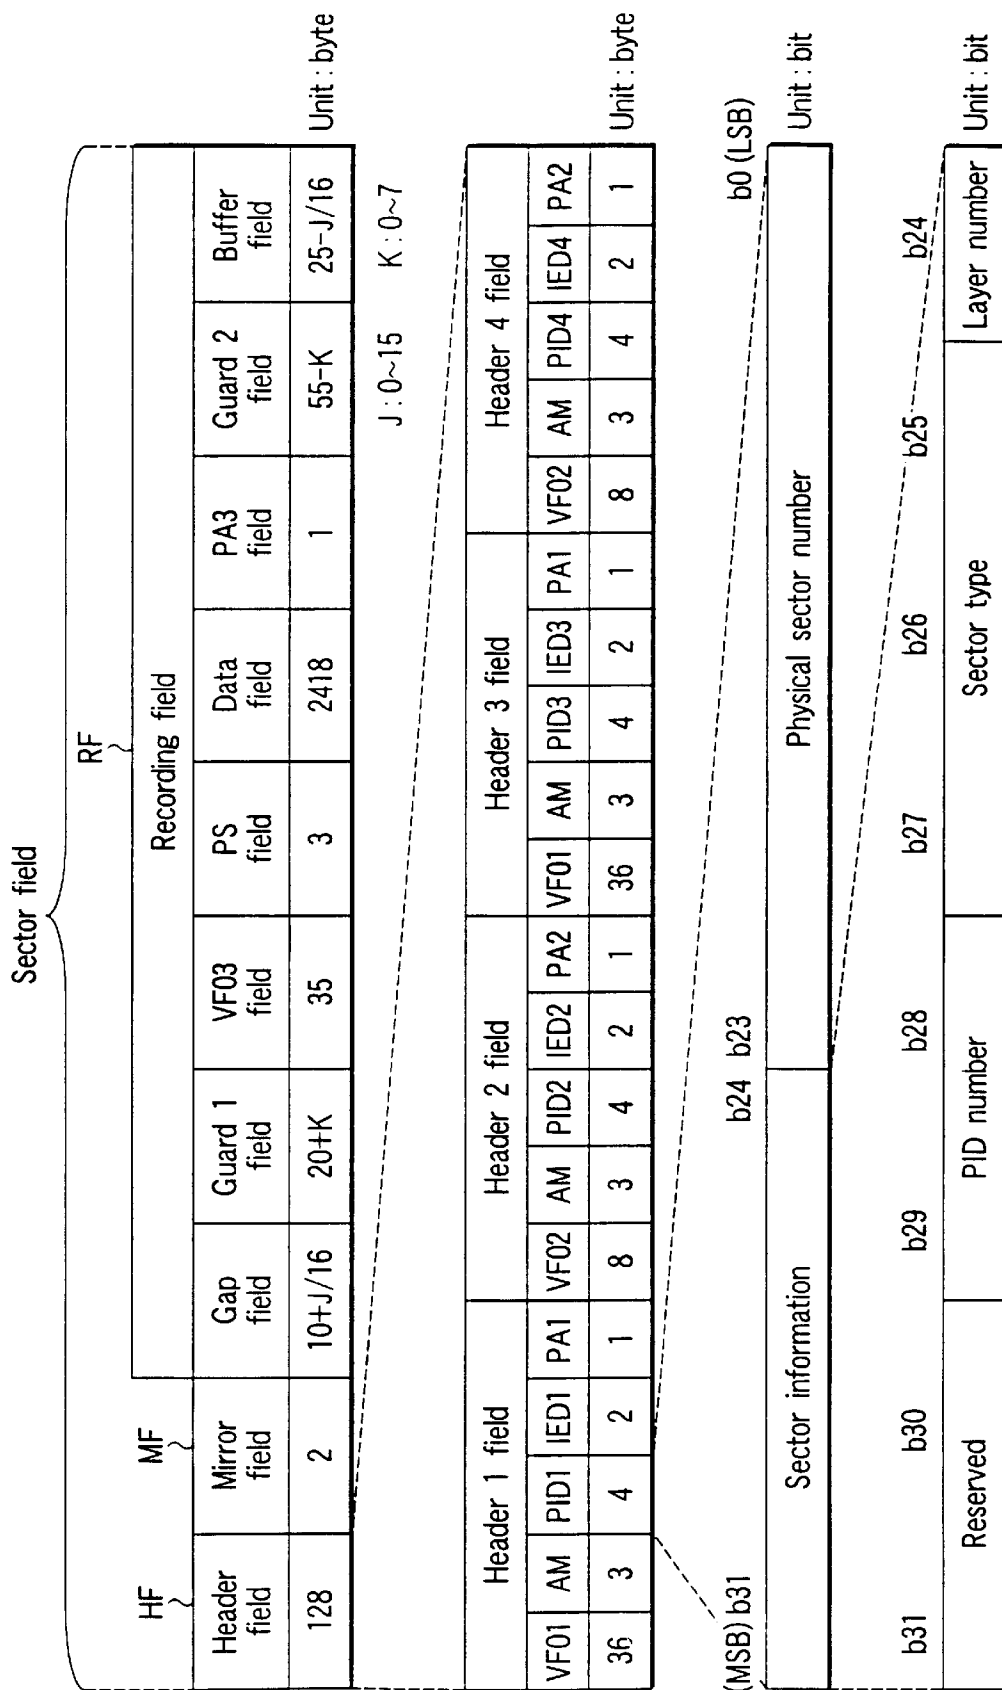 Sector field
HF
MF
RF
Recording field
Header field
Mirror field
Gap field
Guard 1 field
VF03 field
PS field
Data field
PA3 field
Guard 2 field
Buffer field
128
2
10+J/16
20+K
35
3
2418
1
55-K
25-J/16
Unit : byte
J : 0~15
K : 0~7
Header 1 field
Header 2 field
Header 3 field
Header 4 field
VF01 AM PID1 IED1 PA1 VF02 AM PID2 IED2 PA2 VF01 AM PID3 IED3 PA1 VF02 AM PID4 IED4 PA2
36 3 4 2 1 8 3 4 2 1 36 3 4 2 1 8 3 4 2 1
Unit : byte
(MSB) b31
b24
b23
b0 (LSB)
Sector information
Physical sector number
Unit : bit
b31 b30 b29 b28 b27 b26 b25 b24
Reserved
PID number
Sector type
Layer number
Unit : bit